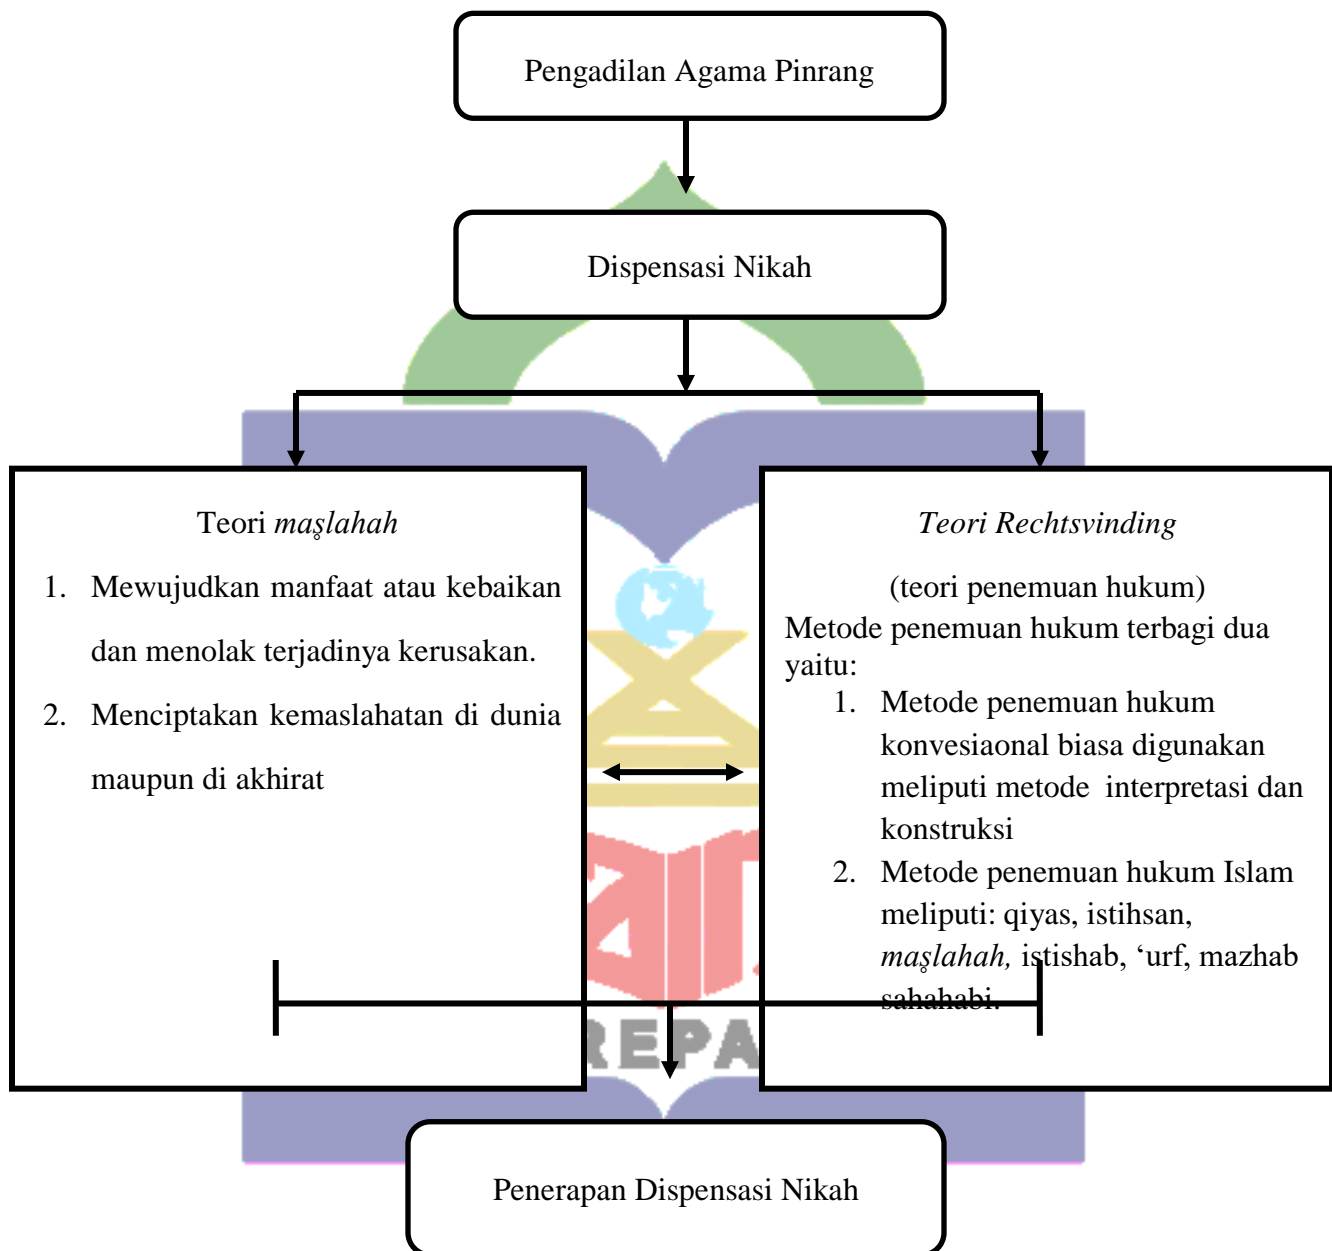 Pengadilan Agama Pinrang
Dispensasi Nikah
Teori maşlahah
1. Mewujudkan manfaat atau kebaikan
dan menolak terjadinya kerusakan.
2. Menciptakan kemaslahatan di dunia
maupun di akhirat
Teori Rechtsvinding
(teori penemuan hukum)
Metode penemuan hukum terbagi dua
yaitu:
1. Metode penemuan hukum
konvesiaonal biasa digunakan
meliputi metode interpretasi dan
konstruksi
2. Metode penemuan hukum Islam
meliputi: qiyas, istihsan,
maşlahah, istishab, ‘urf, mazhab
sahahabi.
REPA
Penerapan Dispensasi Nikah